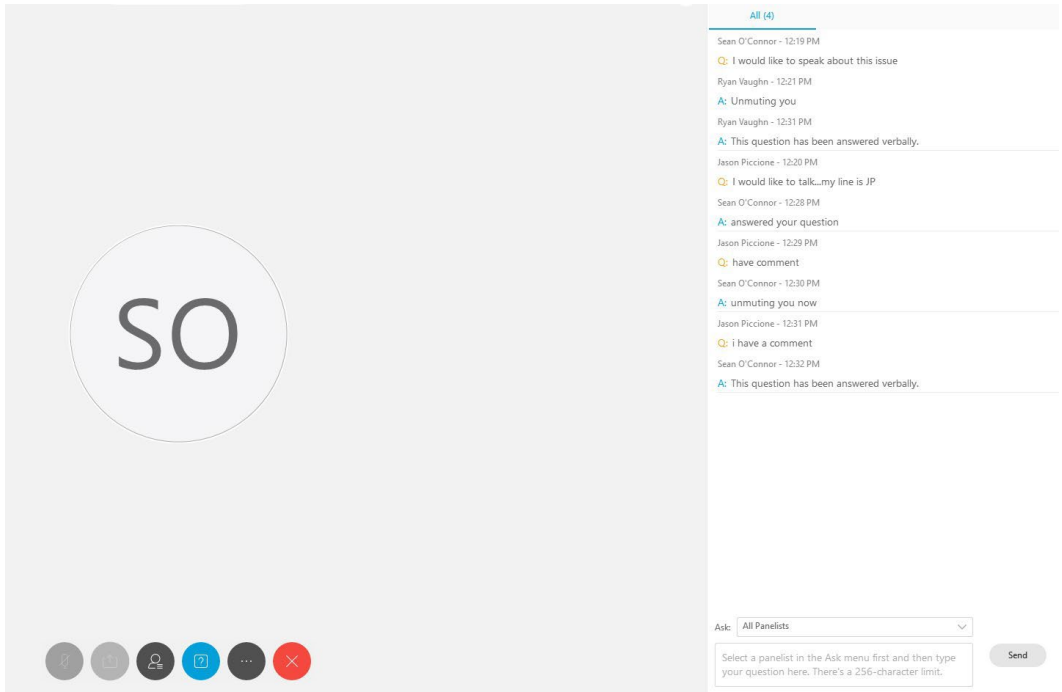 SO
All (4)
Sean O'Connor - 12:19 PM
Q: I would like to speak about this issue
Ryan Vaughn - 12:21 PM
A: Unmuting you
Ryan Vaughn - 12:31 PM
A: This question has been answered verbally.
Jason Piccione - 12:20 PM
Q: I would like to talk...my line is JP
Sean O'Connor - 12:28 PM
A: answered your question
Jason Piccione - 12:29 PM
Q: have comment
Sean O'Connor - 12:30 PM
A: unmuting you now
Jason Piccione - 12:31 PM
Q: i have a comment
Sean O'Connor - 12:32 PM
A: This question has been answered verbally.
Ask: All Panelists
Select a panelist in the Ask menu first and then type
your question here. There's a 256-character limit.
Send